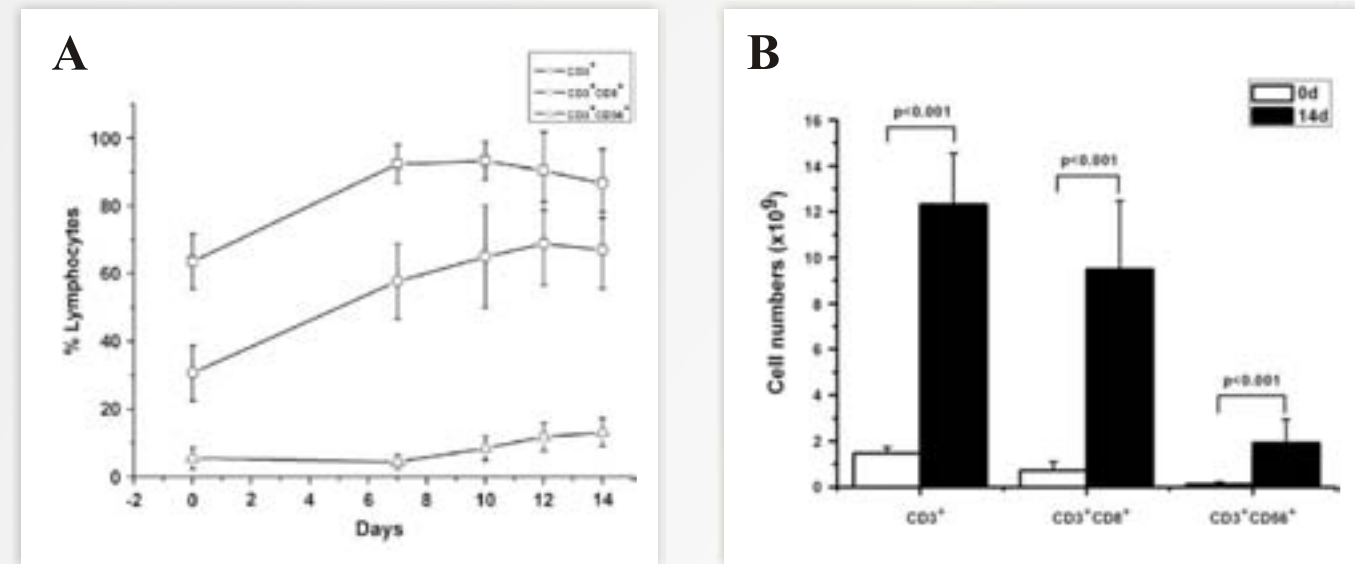 A
CD3+
CD3+CD8+
CD3+CD56+
100
80
60
40
20
0
% Lymphocytes
-2 0 2 4 6 8 10 12 14
Days
B
0d
14d
p<0.001
p<0.001
p<0.001
16
14
12
10
8
6
4
2
0
Cell numbers (x10⁹)
CD3+ CD3+CD8+ CD3+CD56+